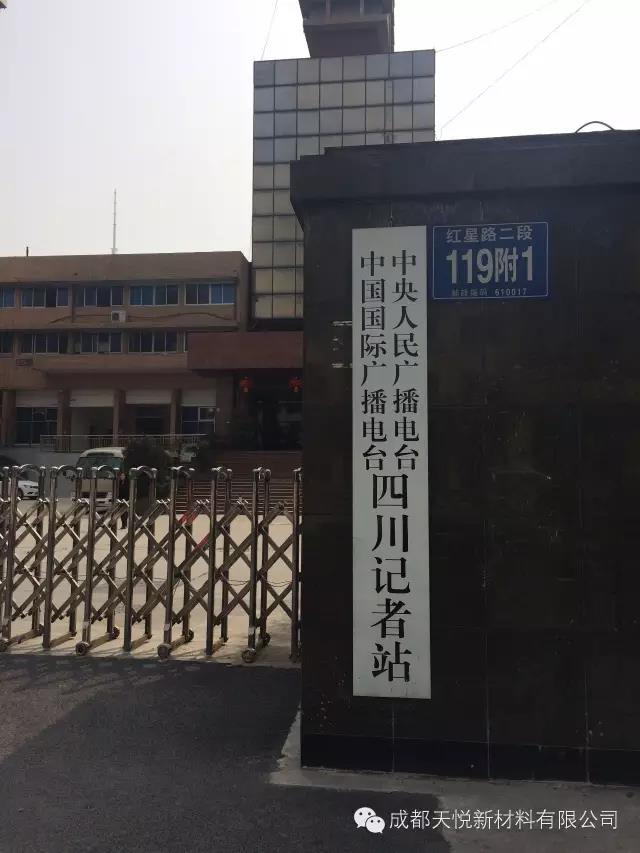 中央人民广播电台
中国国际广播电台
四川记者站
红星路二段
119附1
邮政编码 610017
成都天悦新材料有限公司